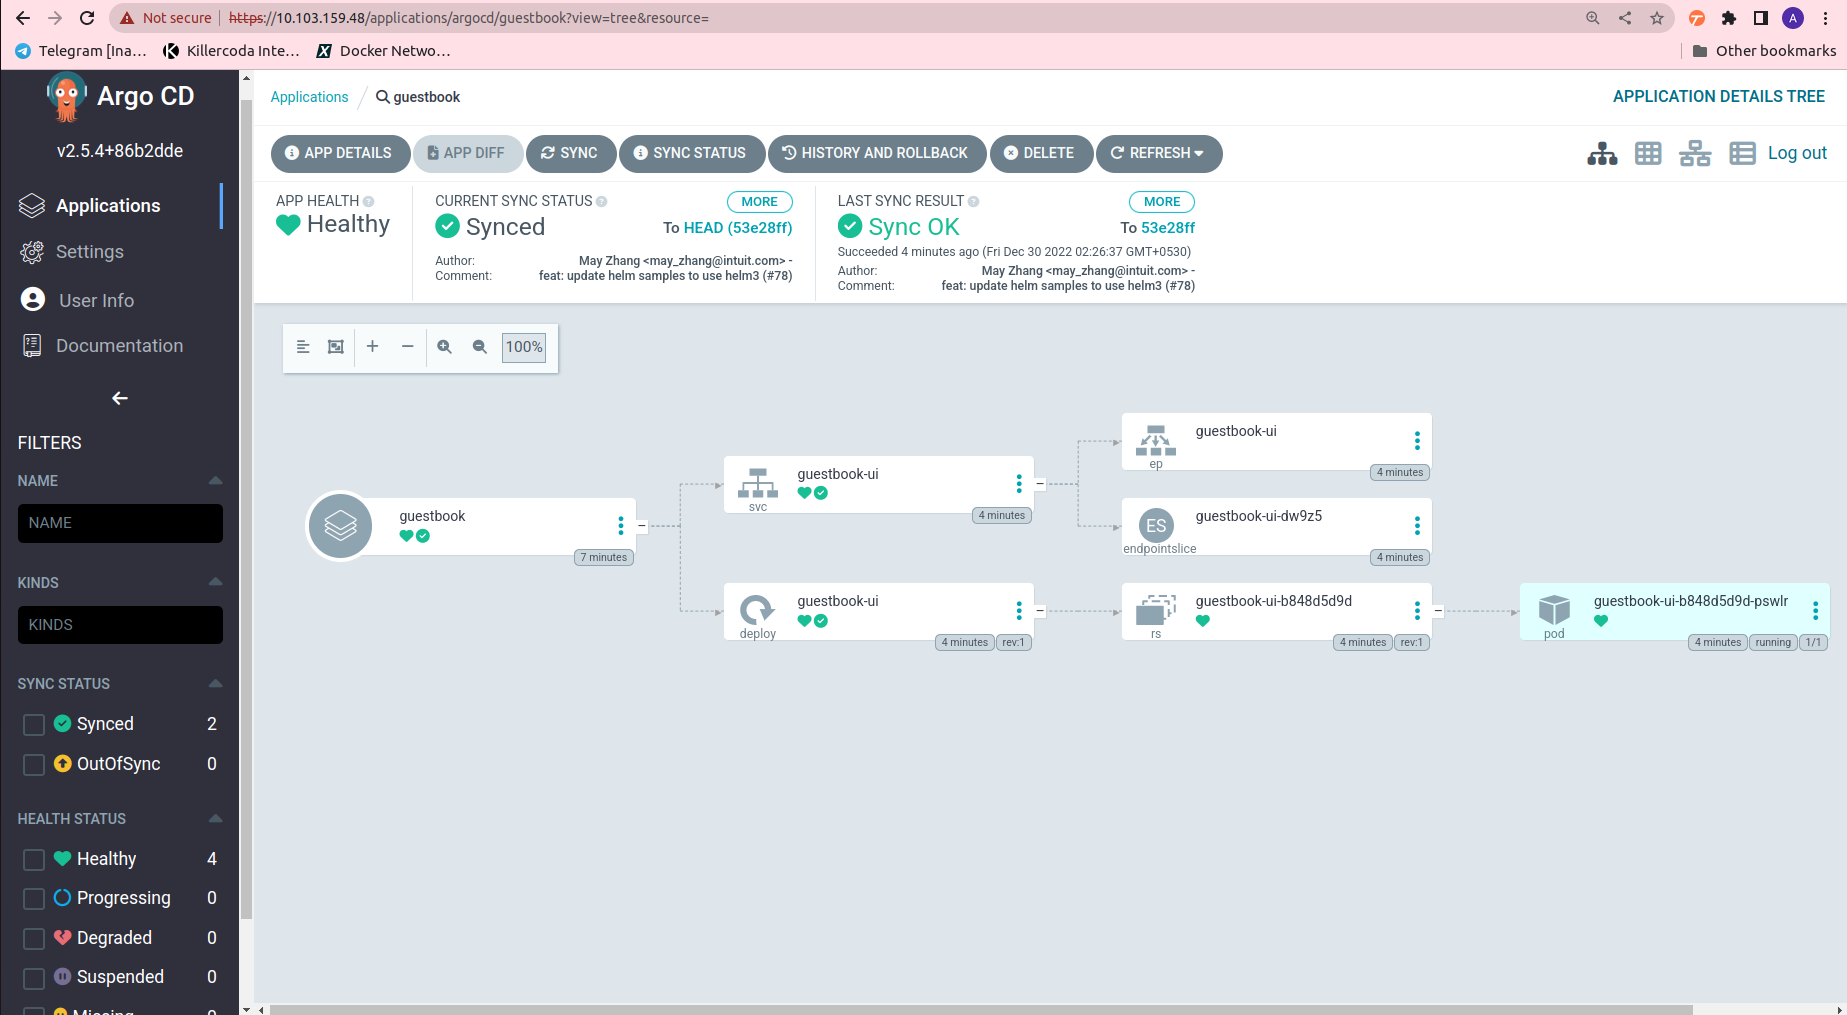 Not secure https://10.103.159.48/applications/argocd/guestbook?view=tree&resource= A
Telegram [Ina... Killercoda Inte... Docker Netwo... Other bookmarks
Argo CD
v2.5.4+86b2dde
Applications
Settings
User Info
Documentation
FILTERS
NAME
NAME
KINDS
KINDS
SYNC STATUS
Synced 2
OutOfSync 0
HEALTH STATUS
Healthy 4
Progressing 0
Degraded 0
Suspended 0
Missing 0
Applications / guestbook APPLICATION DETAILS TREE
APP DETAILS APP DIFF SYNC SYNC STATUS HISTORY AND ROLLBACK DELETE REFRESH Log out
APP HEALTH
Healthy
CURRENT SYNC STATUS MORE
Synced To HEAD (53e28ff)
Author: May Zhang <may_zhang@intuit.com> -
Comment: feat: update helm samples to use helm3 (#78)
LAST SYNC RESULT MORE
Sync OK To 53e28ff
Succeeded 4 minutes ago (Fri Dec 30 2022 02:26:37 GMT+0530)
Author: May Zhang <may_zhang@intuit.com> -
Comment: feat: update helm samples to use helm3 (#78)
100%
guestbook
7 minutes
guestbook-ui
svc
4 minutes
guestbook-ui
deploy
4 minutes rev:1
guestbook-ui
ep
4 minutes
ES guestbook-ui-dw9z5
endpointslice
4 minutes
guestbook-ui-b848d5d9d
rs
4 minutes rev:1
guestbook-ui-b848d5d9d-pswlr
pod
4 minutes running 1/1